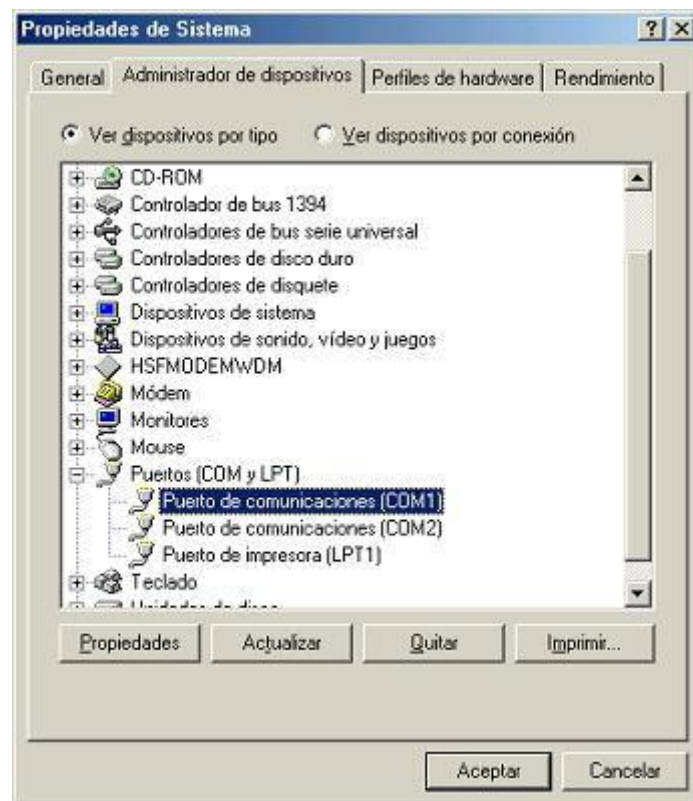 Propiedades de Sistema
General Administrador de dispositivos Perfiles de hardware Rendimiento
Ver dispositivos por tipo Ver dispositivos por conexión
CD-ROM
Controlador de bus 1394
Controladores de bus serie universal
Controladores de disco duro
Controladores de disquete
Dispositivos de sistema
Dispositivos de sonido, vídeo y juegos
HSFMODEMWDM
Módem
Monitores
Mouse
Puertos (COM y LPT)
Puerto de comunicaciones (COM1)
Puerto de comunicaciones (COM2)
Puerto de impresora (LPT1)
Teclado
Unidades de disco
Propiedades Actualizar Quitar Imprimir...
Aceptar Cancelar